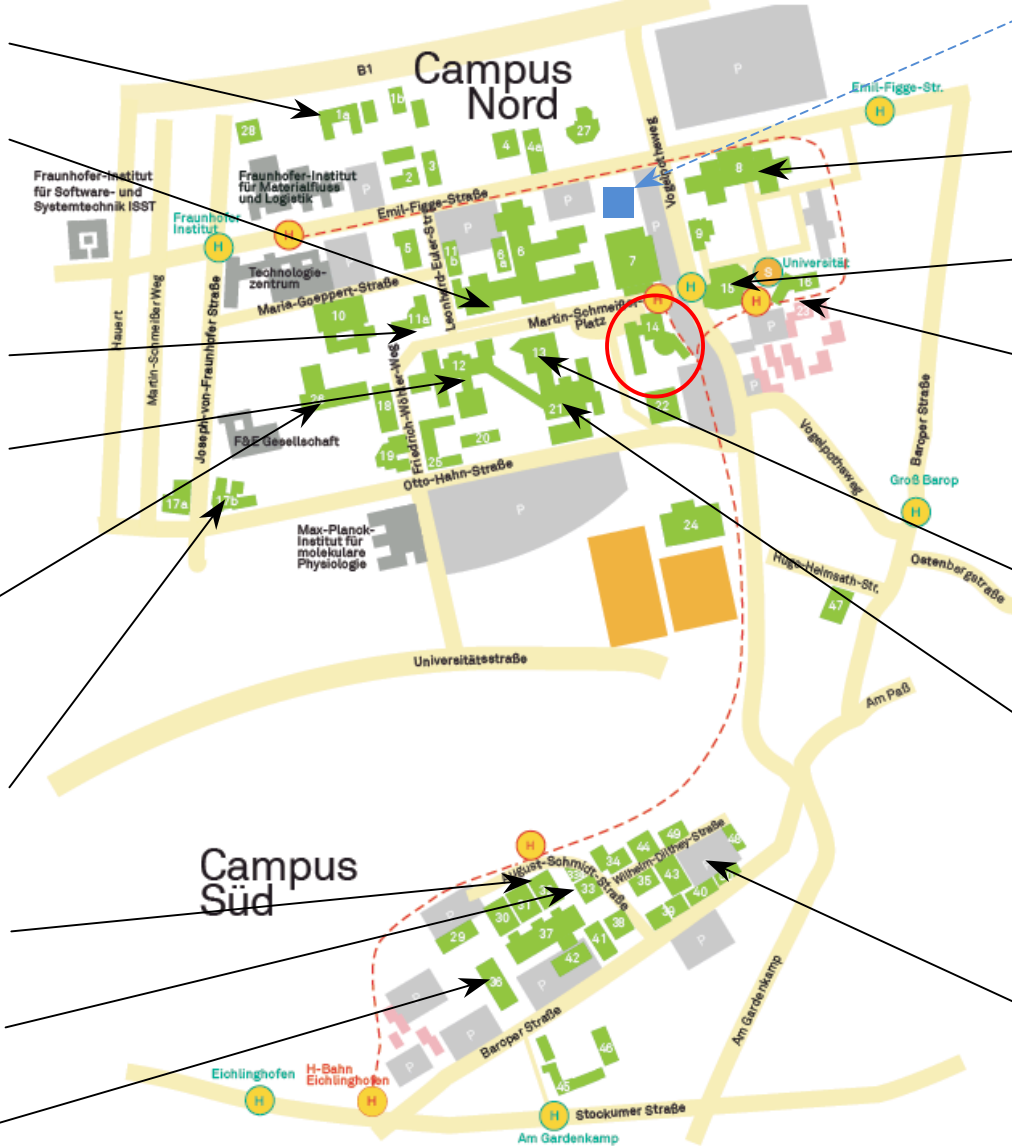 B1
Campus
Nord
Emil-Figge-Str.
H
P
1a
1b
28
27
4
4a
Vogelpothsweg
Fraunhofer-Institut
für Software- und
Systemtechnik ISST
Fraunhofer-Institut
für Materialfluss
und Logistik
P
2
3
8
Emil-Figge-Straße
P
P
P
Fraunhofer
Institut
H
H
5
11
b
6
a
6
7
9
Technologie-
zentrum
P
Leonhard-Euler-Str.
Universität
S
H
15
16
H
H
Maria-Goeppert-Straße
Martin-Schmeißer-
Platz
10
11a
14
P
23
Hauert
Martin-Schmeißer Weg
Joseph-von-Fraunhofer Straße
Friedrich-Wöhler-Weg
12
13
26
18
21
22
P
F&E Gesellschaft
20
19
25
Otto-Hahn-Straße
Vogelpothsweg
Baroper Straße
Groß Barop
H
17a
17b
Max-Planck-
Institut für
molekulare
Physiologie
P
24
Hugo-Heimsath-Str.
Ostenbergstraße
47
Universitätsstraße
Am Paß
Campus
Süd
H
August-Schmidt-Straße
Wilhelm-Dilthey-Straße
34
44
49
48
33
35
43
40
39
P
30
31
29
37
38
41
42
P
P
36
P
P
P
Baroper Straße
Am Gardenkamp
46
45
Eichlinghofen
H
H-Bahn
Eichlinghofen
H
H
Stockumer Straße
Am Gardenkamp